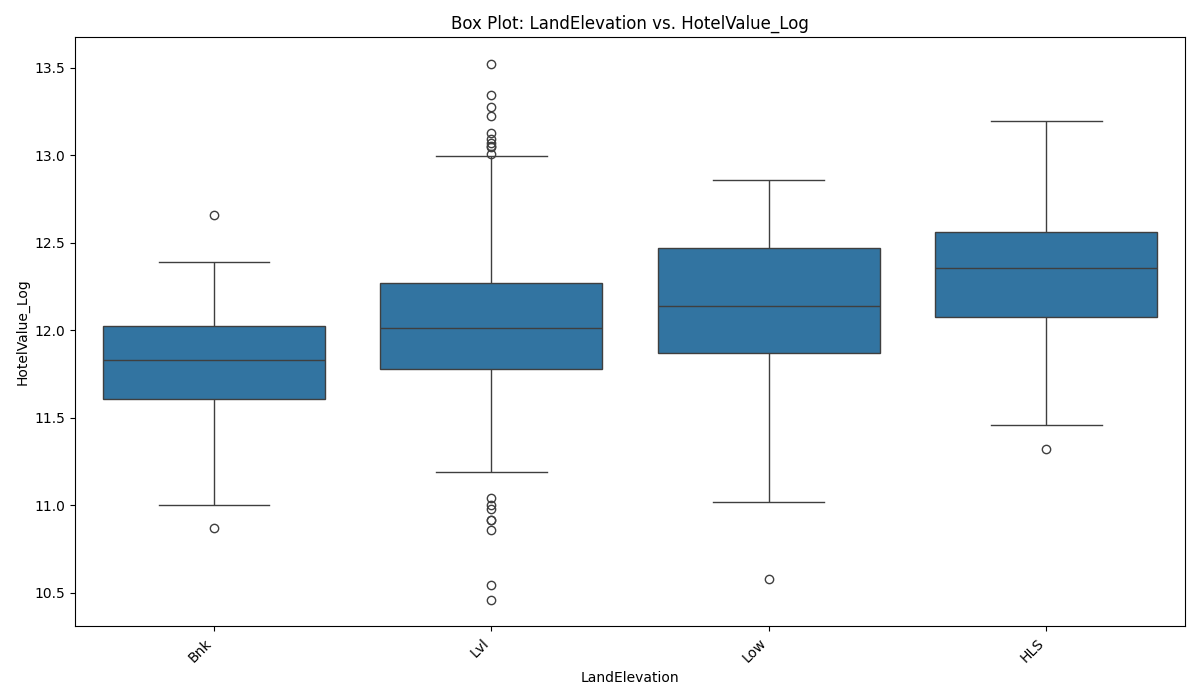 Box Plot: LandElevation vs. HotelValue_Log
HotelValue_Log
13.5
13.0
12.5
12.0
11.5
11.0
10.5
Bnk
Lvl
Low
HLS
LandElevation